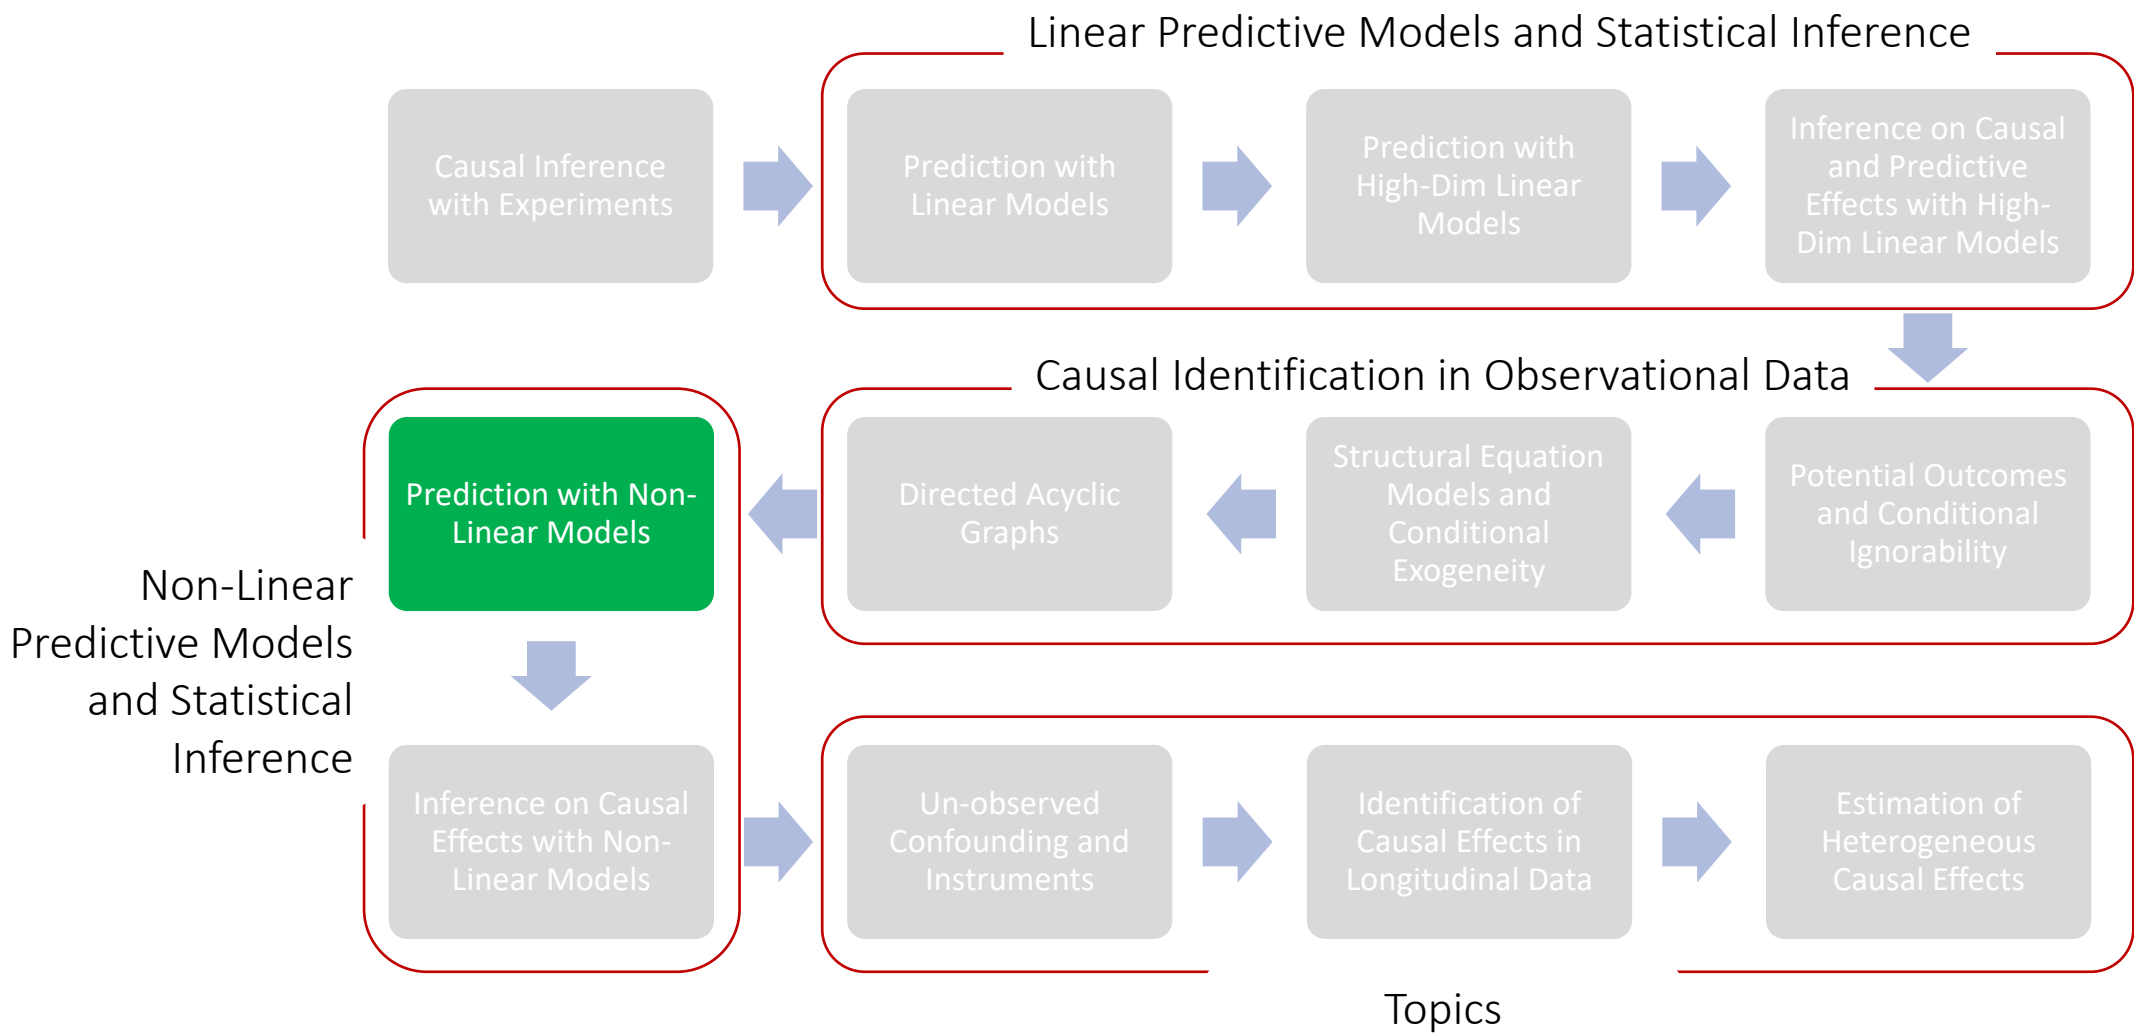 Linear Predictive Models and Statistical Inference
Causal Inference
with Experiments
Prediction with
Linear Models
Prediction with
High-Dim Linear
Models
Inference on Causal
and Predictive
Effects with High-
Dim Linear Models
Causal Identification in Observational Data
Potential Outcomes
and Conditional
Ignorability
Structural Equation
Models and
Conditional
Exogeneity
Directed Acyclic
Graphs
Prediction with Non-
Linear Models
Non-Linear
Predictive Models
and Statistical
Inference
Inference on Causal
Effects with Non-
Linear Models
Un-observed
Confounding and
Instruments
Identification of
Causal Effects in
Longitudinal Data
Estimation of
Heterogeneous
Causal Effects
Topics